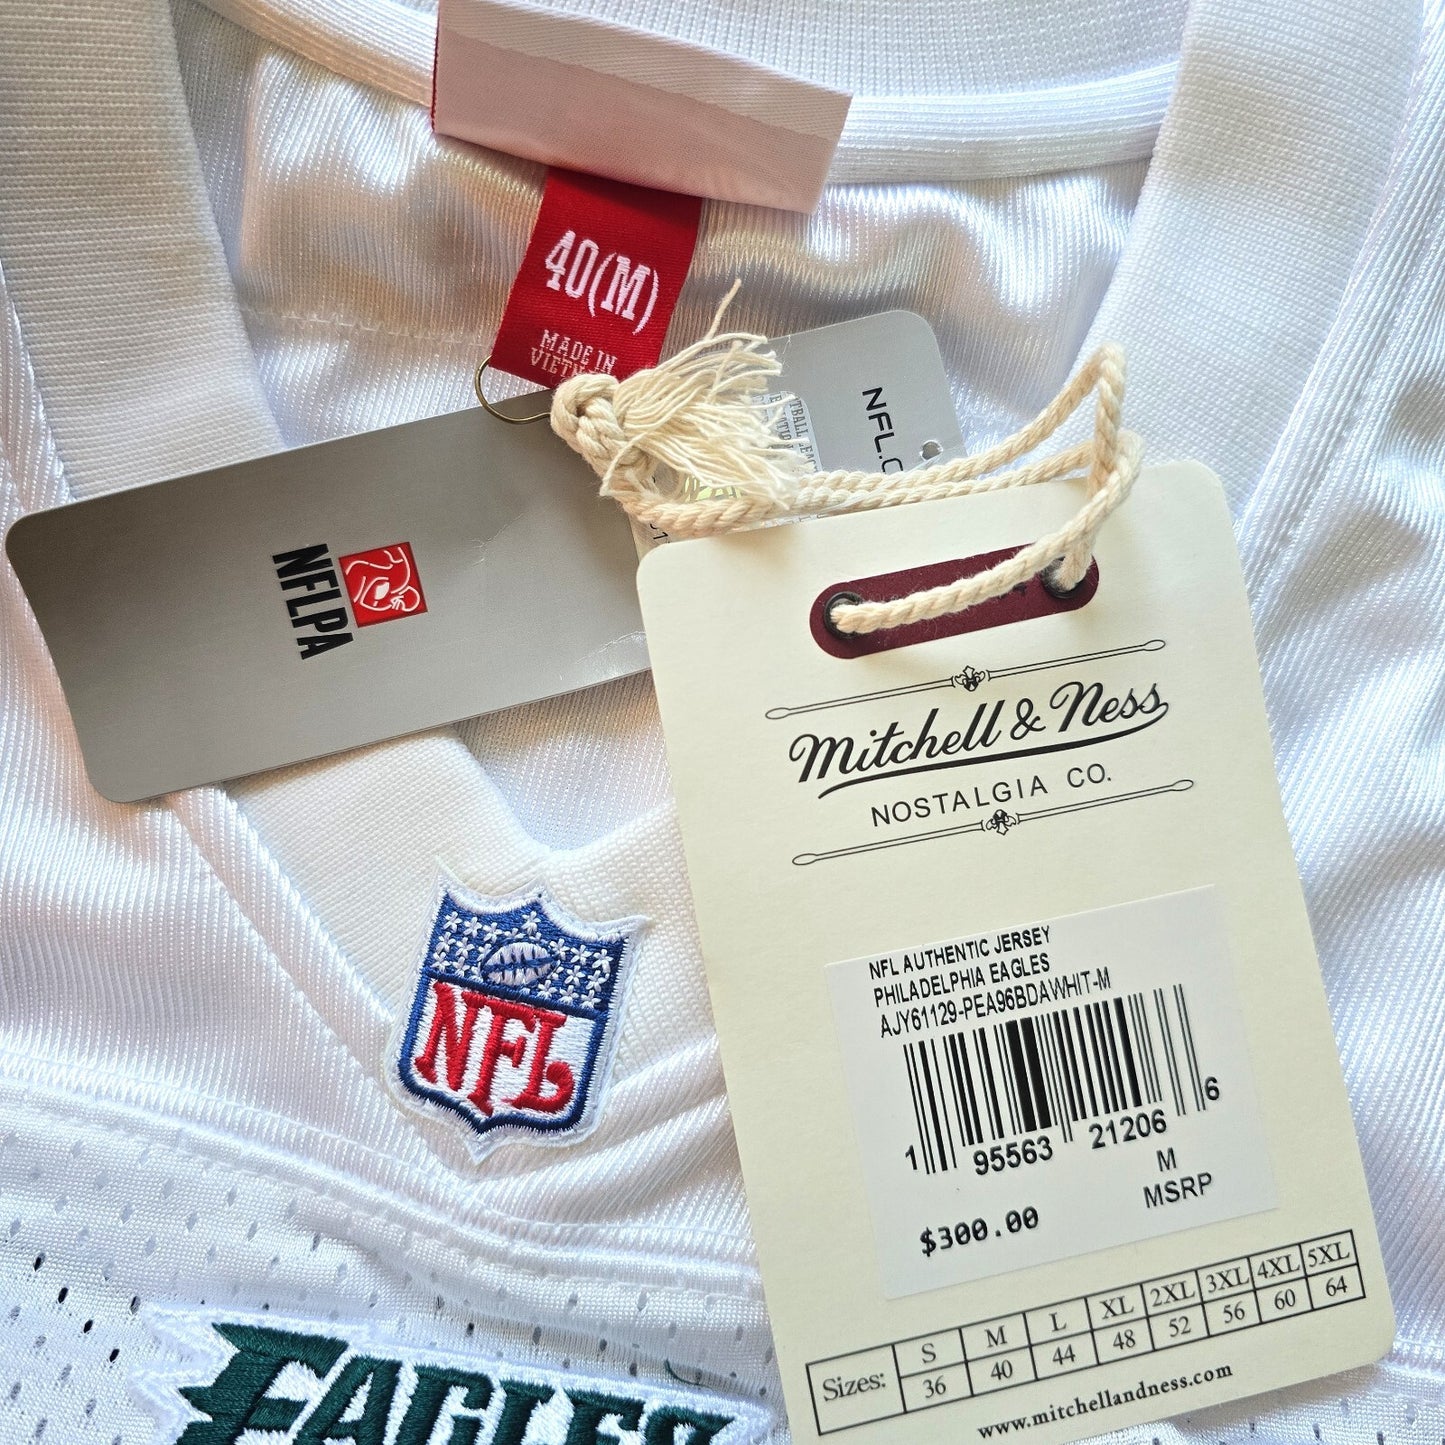 40(M)
MADE IN
NFLPA
Mitchell & Ness
NOSTALGIA CO.
NFL AUTHENTIC JERSEY
PHILADELPHIA EAGLES
AJY61129-PEA96BDAWHIT-M
1 95563 21206 6
M
$300.00 MSRP
Sizes: S M L XL 2XL 3XL 4XL 5XL
36 40 44 48 52 56 60 64
www.mitchellandness.com
NFL
EAGLES